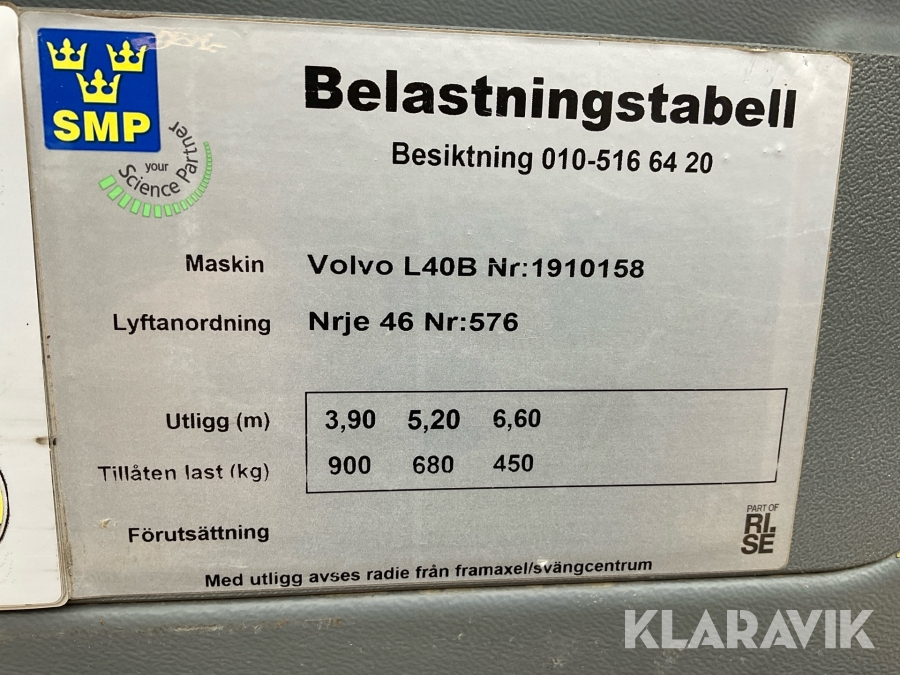 SMP
your
Science Partner
Belastningstabell
Besiktning 010-516 64 20
Maskin Volvo L40B Nr:1910158
Lyftanordning Nrje 46 Nr:576
Utligg (m) 3,90 5,20 6,60
Tillåten last (kg) 900 680 450
Förutsättning
Med utligg avses radie från framaxel/svängcentrum
PART OF
RI.
SE
KLARAVIK